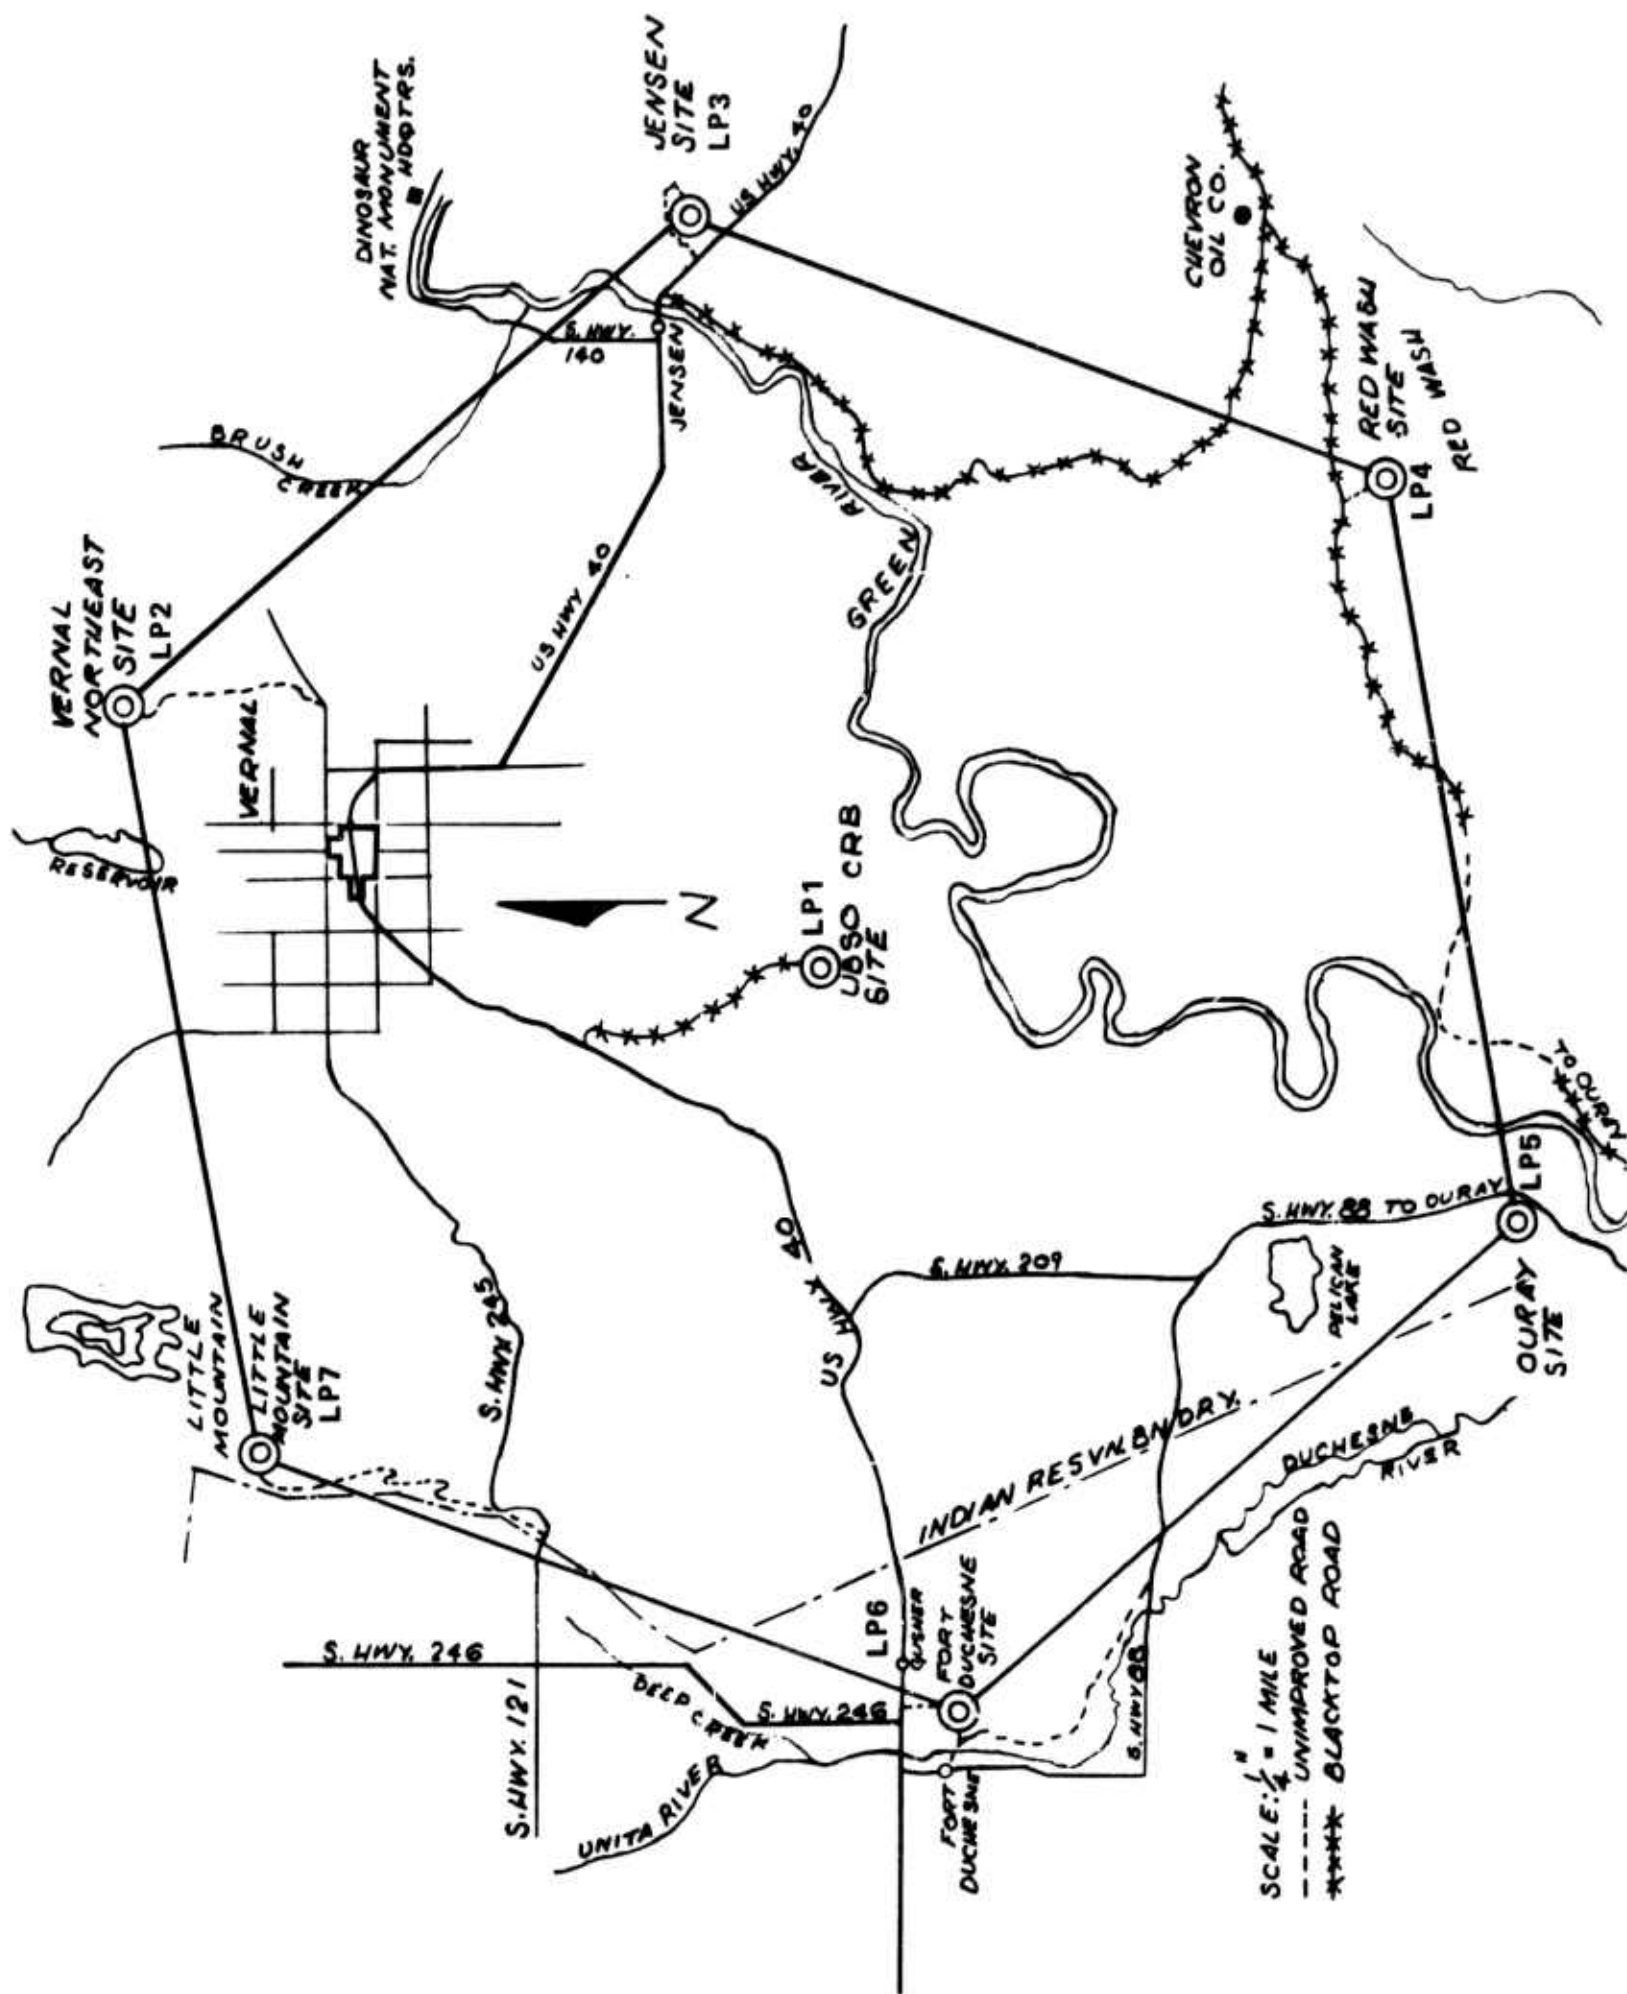 DINOSAUR
NAT. MONUMENT
HDQTRS.
JENSEN
SITE
LP3
US HWY. 40
S. HWY.
140
JENSEN
BRUSH
CREEK
VERNAL
NORTHEAST
SITE
LP2
VERNAL
RESERVOIR
US HWY 40
GREEN
RIVER
CHEVRON
OIL CO.
RED WASH
SITE
LP4
RED WASH
N
LP1
UBSO CRB
SITE
TO OURAY
LITTLE
MOUNTAIN
LITTLE
MOUNTAIN
SITE
LP7
S. HWY 245
US HWY 40
S. HWY. 209
S. HWY. 88 TO OURAY
LP5
OURAY
SITE
PELICAN
LAKE
INDIAN RESVN. BNDRY.
DUCHESNE
RIVER
LP6
GUSHER
FORT
DUCHESNE
SITE
S. HWY. 246
S. HWY. 246
S. HWY. 121
DEEP CREEK
UNITA RIVER
FORT
DUCHESNE
S. HWY 88
SCALE: 1/4" = 1 MILE
UNIMPROVED ROAD
BLACKTOP ROAD